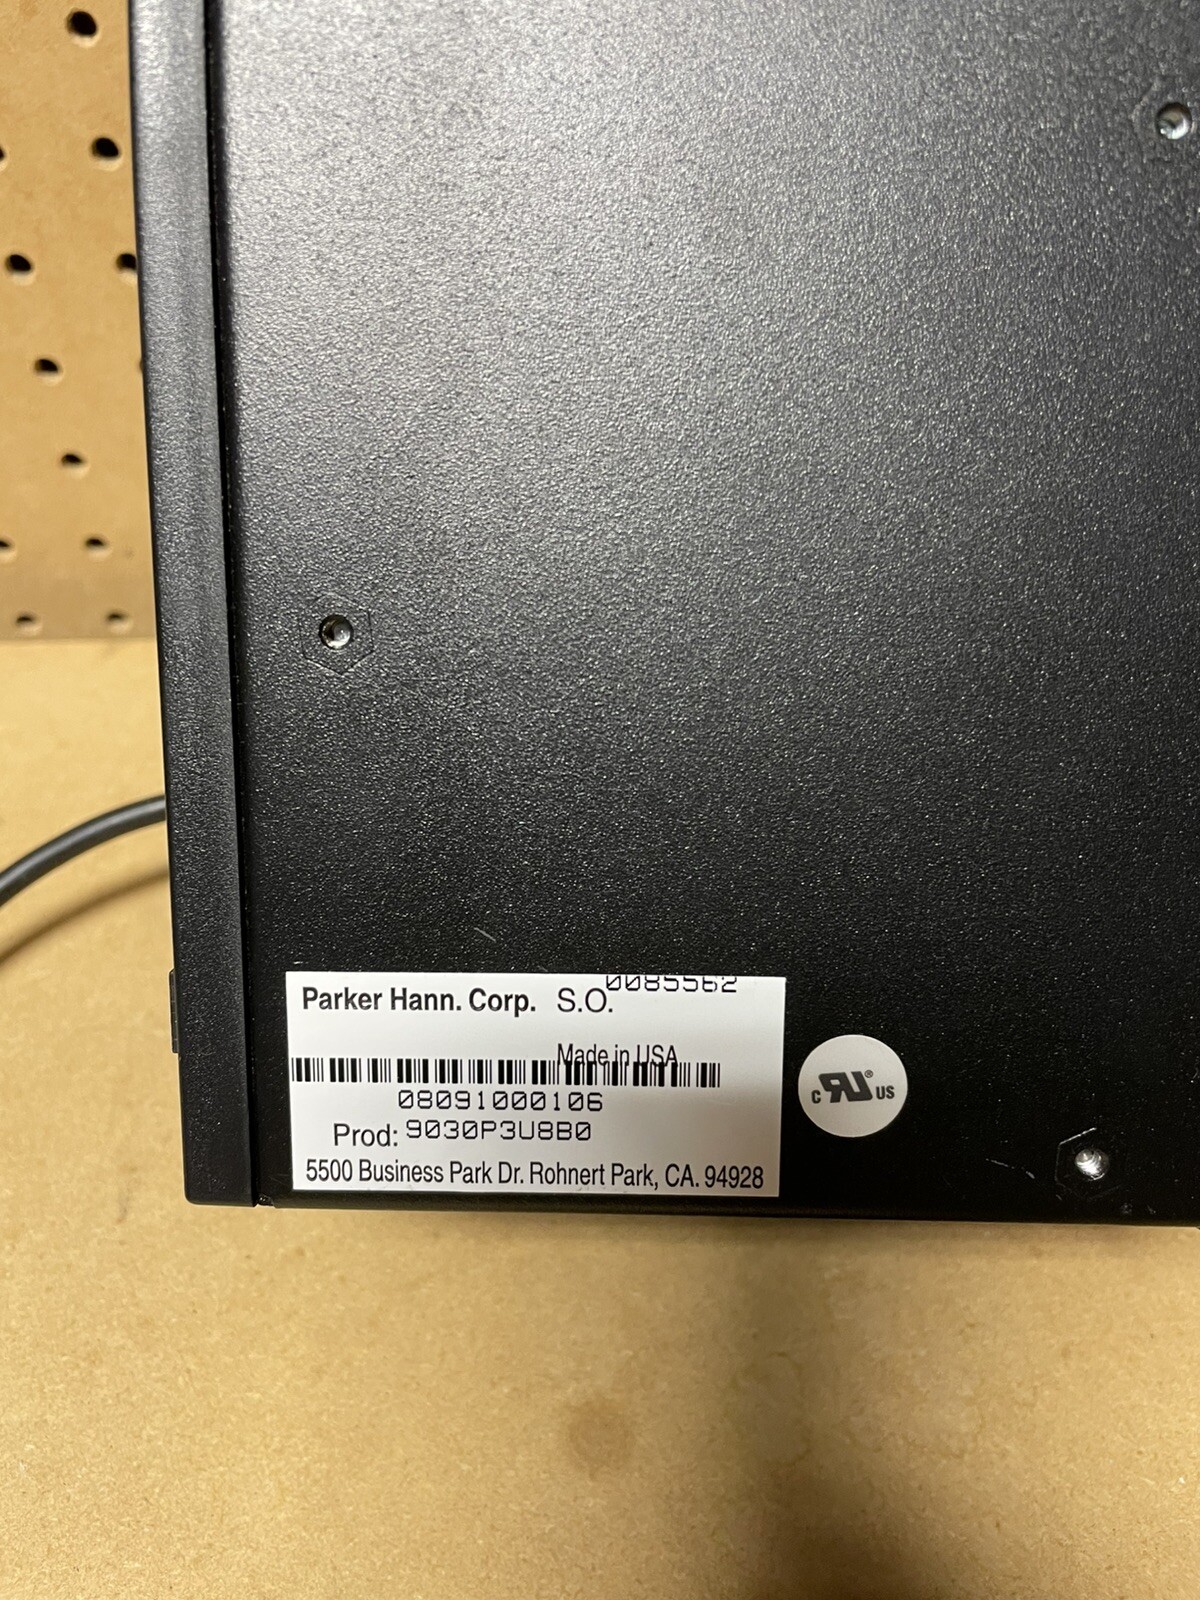 0085562
Parker Hann. Corp. S.O.
Made in USA
08091000106
Prod: 9030P3U8B0
5500 Business Park Dr. Rohnert Park, CA. 94928
C RU® US